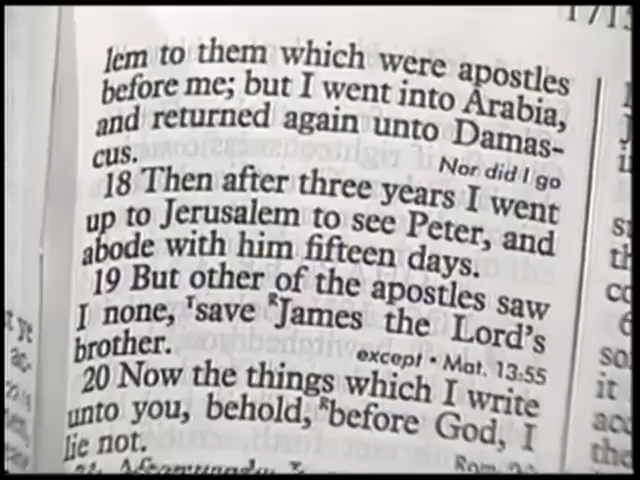 lem to them which were apostles
before me; but I went into Arabia,
and returned again unto Damas-
cus. Nor did I go
18 Then after three years I went
up to Jerusalem to see Peter, and
abode with him fifteen days.
19 But other of the apostles saw
I none, rsave RJames the Lord's
brother. except • Mat. 13:55
20 Now the things which I write
unto you, behold, Rbefore God, I
lie not.